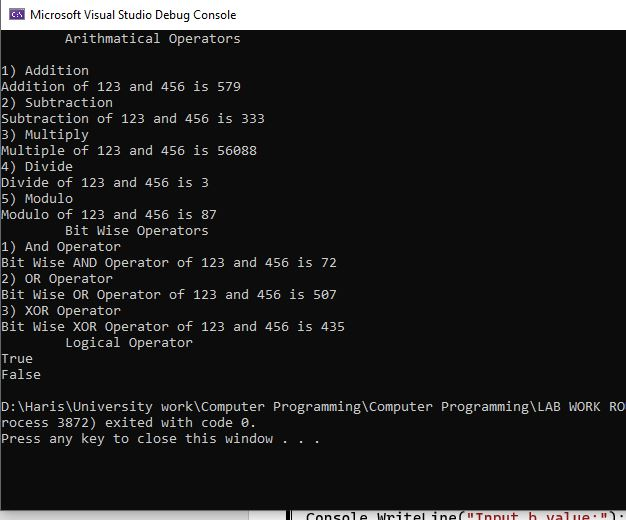 Microsoft Visual Studio Debug Console
Arithmatical Operators
1) Addition
Addition of 123 and 456 is 579
2) Subtraction
Subtraction of 123 and 456 is 333
3) Multiply
Multiple of 123 and 456 is 56088
4) Divide
Divide of 123 and 456 is 3
5) Modulo
Modulo of 123 and 456 is 87
Bit Wise Operators
1) And Operator
Bit Wise AND Operator of 123 and 456 is 72
2) OR Operator
Bit Wise OR Operator of 123 and 456 is 507
3) XOR Operator
Bit Wise XOR Operator of 123 and 456 is 435
Logical Operator
True
False
D:\Haris\University work\Computer Programming\Computer Programming\LAB WORK RO
rocess 3872) exited with code 0.
Press any key to close this window . . .
Console.WriteLine("Input b value:");